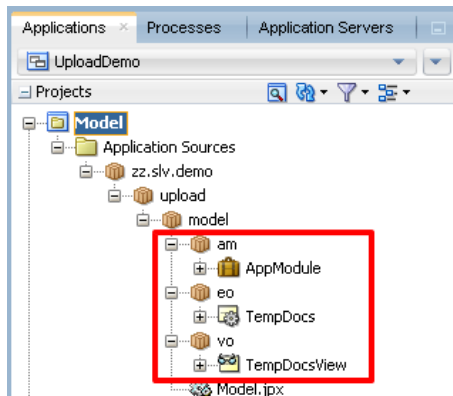 Applications Processes Application Servers
UploadDemo
Projects
Model
Application Sources
zz.slv.demo
upload
model
am
AppModule
eo
TempDocs
vo
TempDocsView
Model.jpx